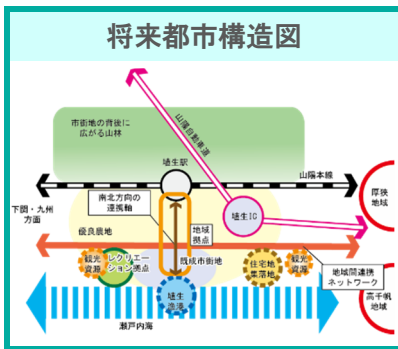 将来都市構造図
市街地の背後に
広がる山林
山陽自動車道
埴生駅
山陽本線
南北方向の
連携軸
厚狭
地域
下関・九州
方面
埴生IC
地域
拠点
優良農地
観光
資源
レクリエー
ション拠点
既成市街地
住宅地
集落地
観光
資源
地域間連携
ネットワーク
埴生
漁港
高千帆
地域
瀬戸内海